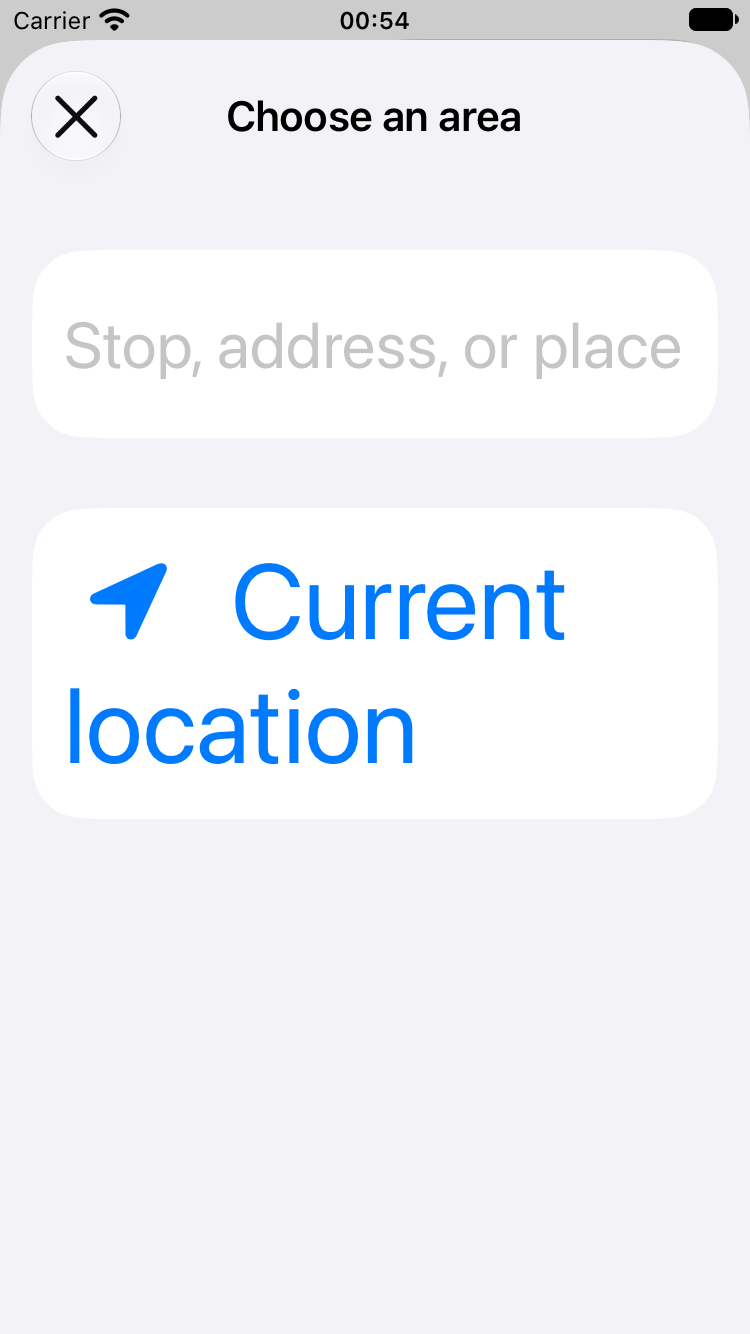 Carrier 00:54
Choose an area
Stop, address, or place
Current
location